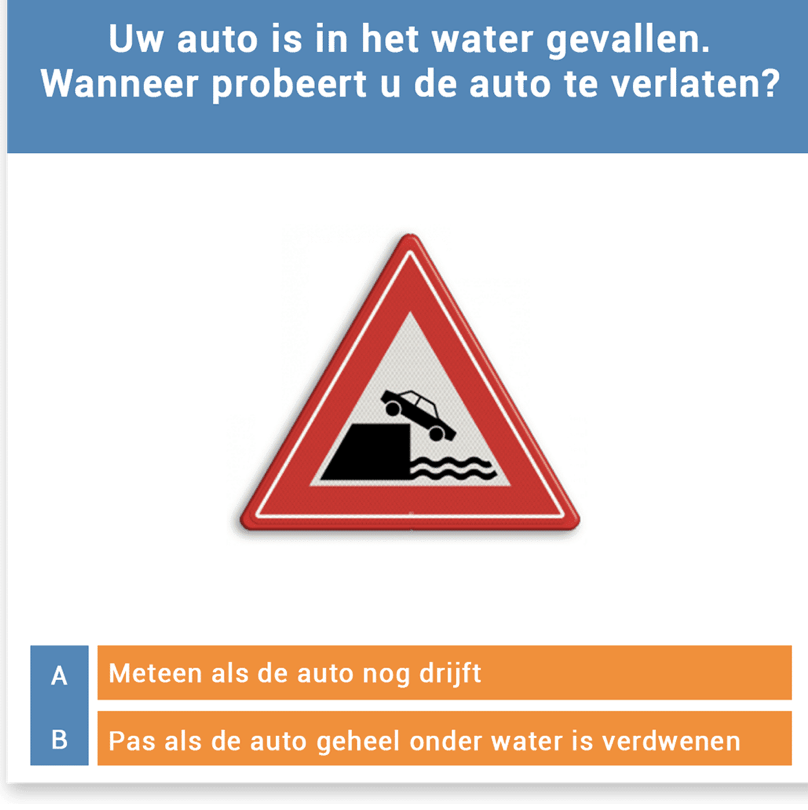 Uw auto is in het water gevallen.
Wanneer probeert u de auto te verlaten?
A Meteen als de auto nog drijft
B Pas als de auto geheel onder water is verdwenen